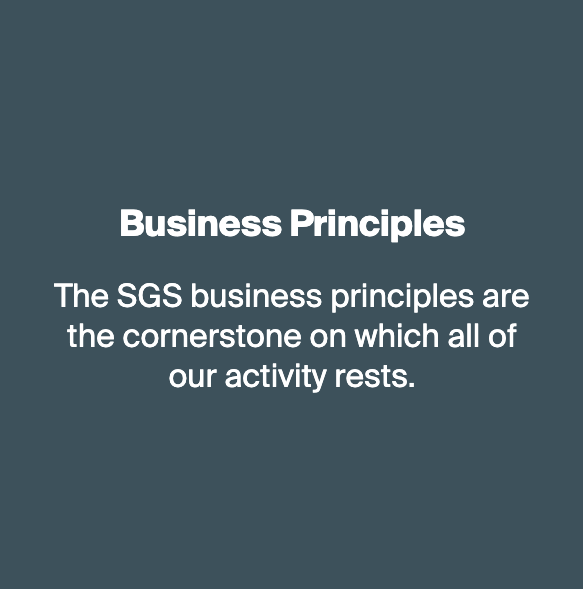 Business Principles
The SGS business principles are
the cornerstone on which all of
our activity rests.